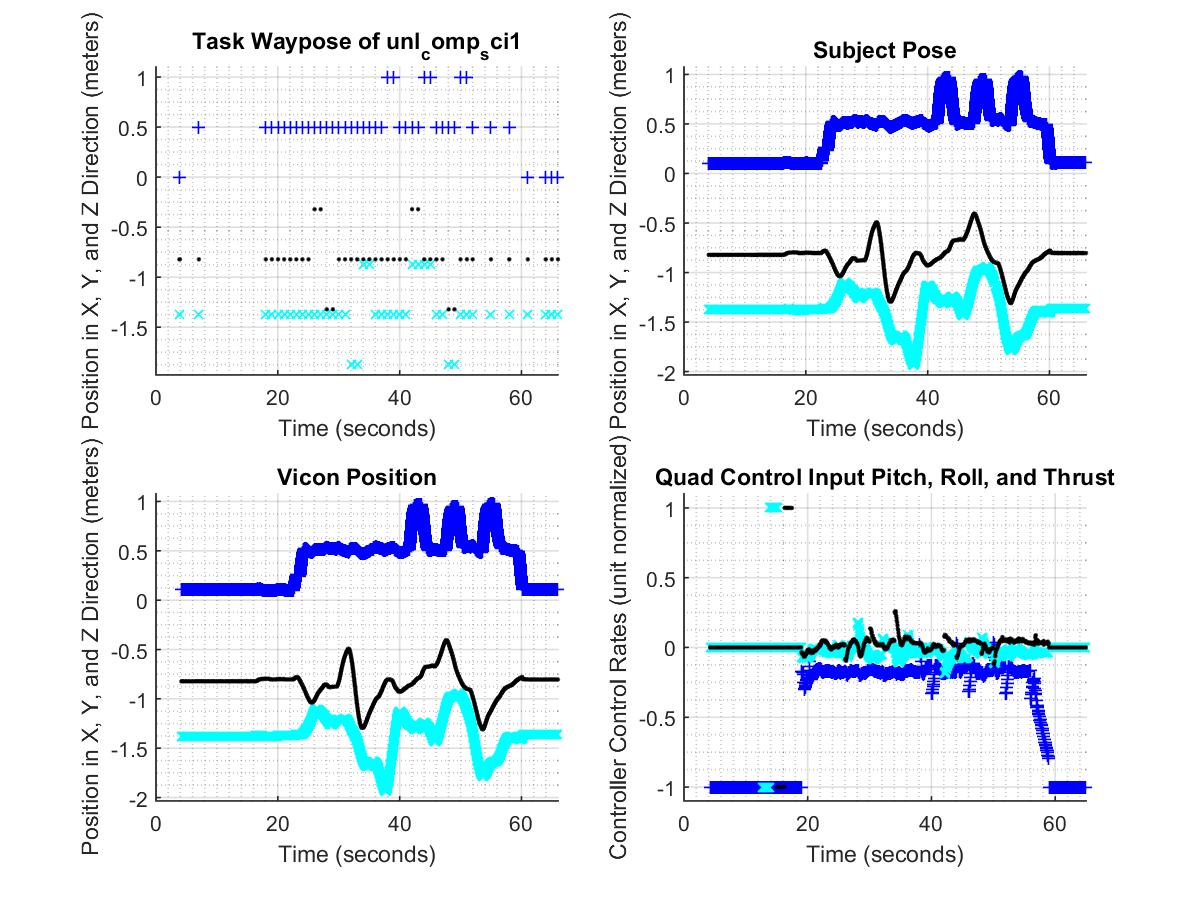 Task Waypose of unl_comp_sci1
Position in X, Y, and Z Direction (meters)
1
0.5
0
-0.5
-1
-1.5
0 20 40 60
Time (seconds)
Subject Pose
Position in X, Y, and Z Direction (meters)
1
0.5
0
-0.5
-1
-1.5
-2
0 20 40 60
Time (seconds)
Vicon Position
Position in X, Y, and Z Direction (meters)
1
0.5
0
-0.5
-1
-1.5
-2
0 20 40 60
Time (seconds)
Quad Control Input Pitch, Roll, and Thrust
Controller Control Rates (unit normalized)
1
0.5
0
-0.5
-1
0 20 40 60
Time (seconds)